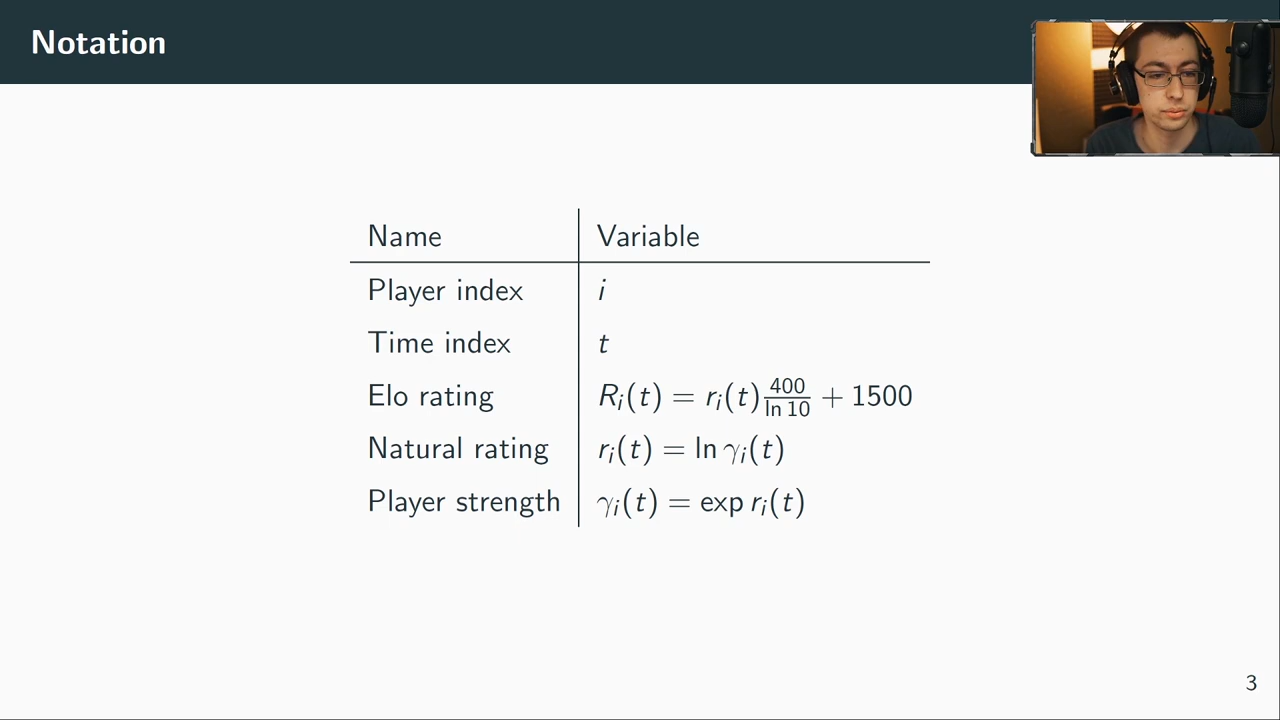 Notation
Name Variable
Player index i
Time index t
Elo rating R_i(t) = r_i(t) \frac{400}{\ln 10} + 1500
Natural rating r_i(t) = ln γ_i(t)
Player strength γ_i(t) = exp r_i(t)
3